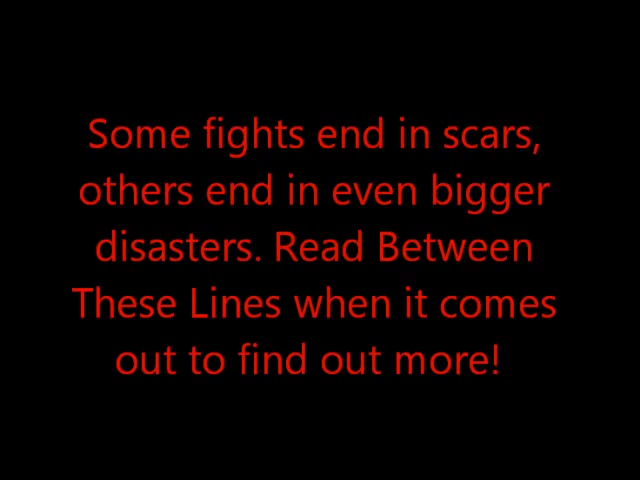 Some fights end in scars,
others end in even bigger
disasters. Read Between
These Lines when it comes
out to find out more!